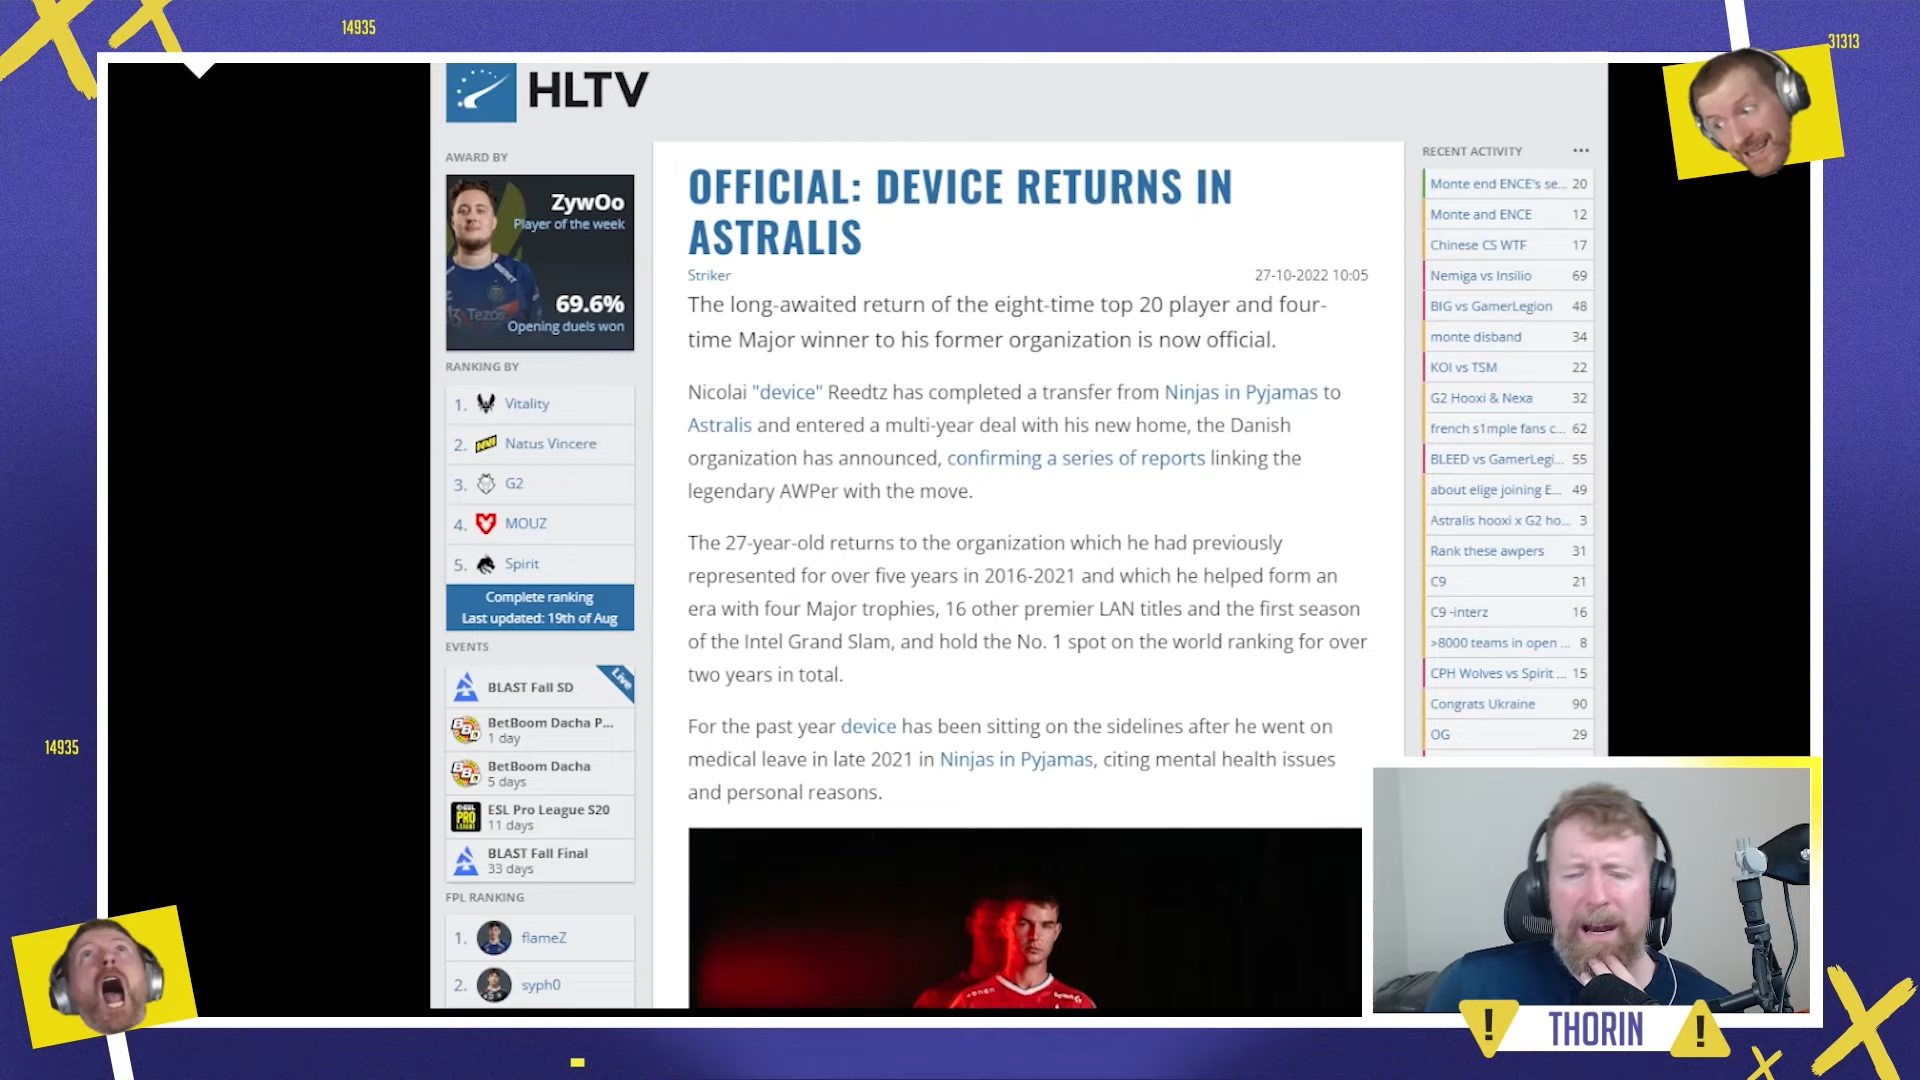 14935
31313
HLTV
AWARD BY
ZywOo
Player of the week
69.6%
Opening duels won
RANKING BY
1. Vitality
2. Natus Vincere
3. G2
4. MOUZ
5. Spirit
Complete ranking
Last updated: 19th of Aug
EVENTS
BLAST Fall SD
Live
BetBoom Dacha P...
1 day
BetBoom Dacha
5 days
ESL Pro League S20
11 days
BLAST Fall Final
33 days
FPL RANKING
1. flameZ
2. syph0
OFFICIAL: DEVICE RETURNS IN
ASTRALIS
Striker 27-10-2022 10:05
The long-awaited return of the eight-time top 20 player and four-
time Major winner to his former organization is now official.
Nicolai "device" Reedtz has completed a transfer from Ninjas in Pyjamas to
Astralis and entered a multi-year deal with his new home, the Danish
organization has announced, confirming a series of reports linking the
legendary AWPer with the move.
The 27-year-old returns to the organization which he had previously
represented for over five years in 2016-2021 and which he helped form an
era with four Major trophies, 16 other premier LAN titles and the first season
of the Intel Grand Slam, and hold the No. 1 spot on the world ranking for over
two years in total.
For the past year device has been sitting on the sidelines after he went on
medical leave in late 2021 in Ninjas in Pyjamas, citing mental health issues
and personal reasons.
RECENT ACTIVITY ...
Monte end ENCE's se... 20
Monte and ENCE 12
Chinese CS WTF 17
Nemiga vs Insilio 69
BIG vs GamerLegion 48
monte disband 34
KOI vs TSM 22
G2 Hooxi & Nexa 32
french s1mple fans c... 62
BLEED vs GamerLegi... 55
about elige joining E... 49
Astralis hooxi x G2 ho... 3
Rank these awpers 31
C9 21
C9 -interz 16
>8000 teams in open ... 8
CPH Wolves vs Spirit ... 15
Congrats Ukraine 90
OG 29
14935
! THORIN !